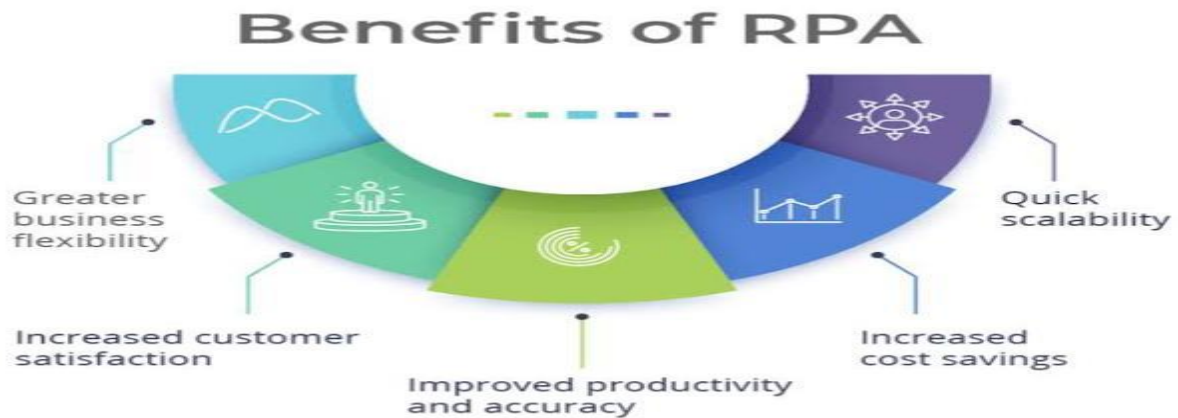 Benefits of RPA
Greater
business
flexibility
Increased customer
satisfaction
Improved productivity
and accuracy
Increased
cost savings
Quick
scalability
%